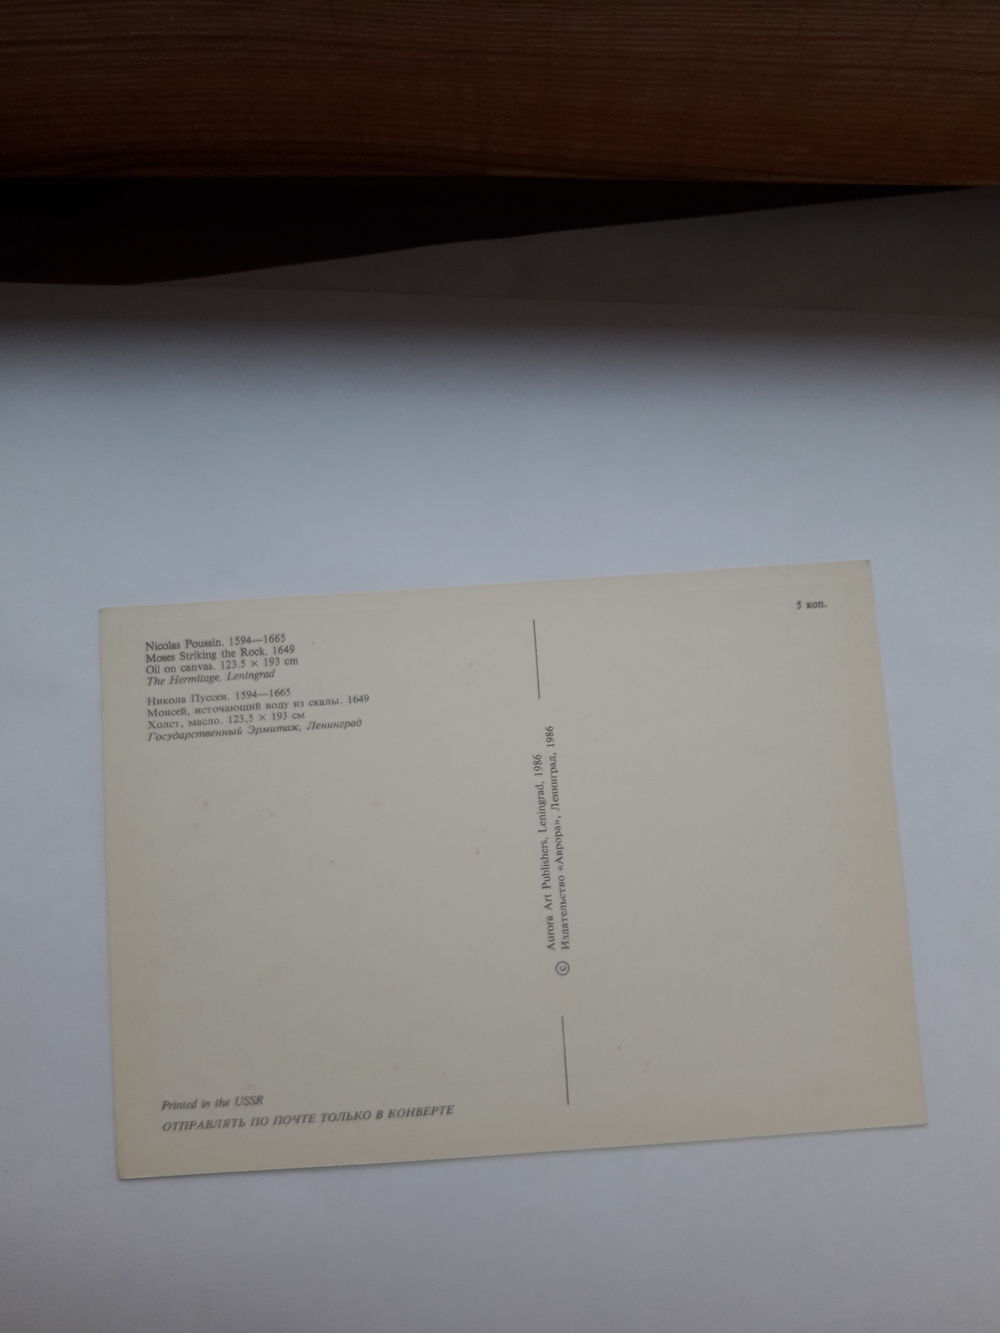 Nicolas Poussin. 1594—1665
Moses Striking the Rock. 1649
Oil on canvas. 123.5 × 193 cm
The Hermitage, Leningrad
Никола Пуссен. 1594—1665
Моисей, источающий воду из скалы. 1649
Холст, масло. 123,5 × 193 см
Государственный Эрмитаж, Ленинград
5 коп.
© Aurora Art Publishers, Leningrad, 1986
Издательство «Аврора», Ленинград, 1986
Printed in the USSR
ОТПРАВЛЯТЬ ПО ПОЧТЕ ТОЛЬКО В КОНВЕРТЕ